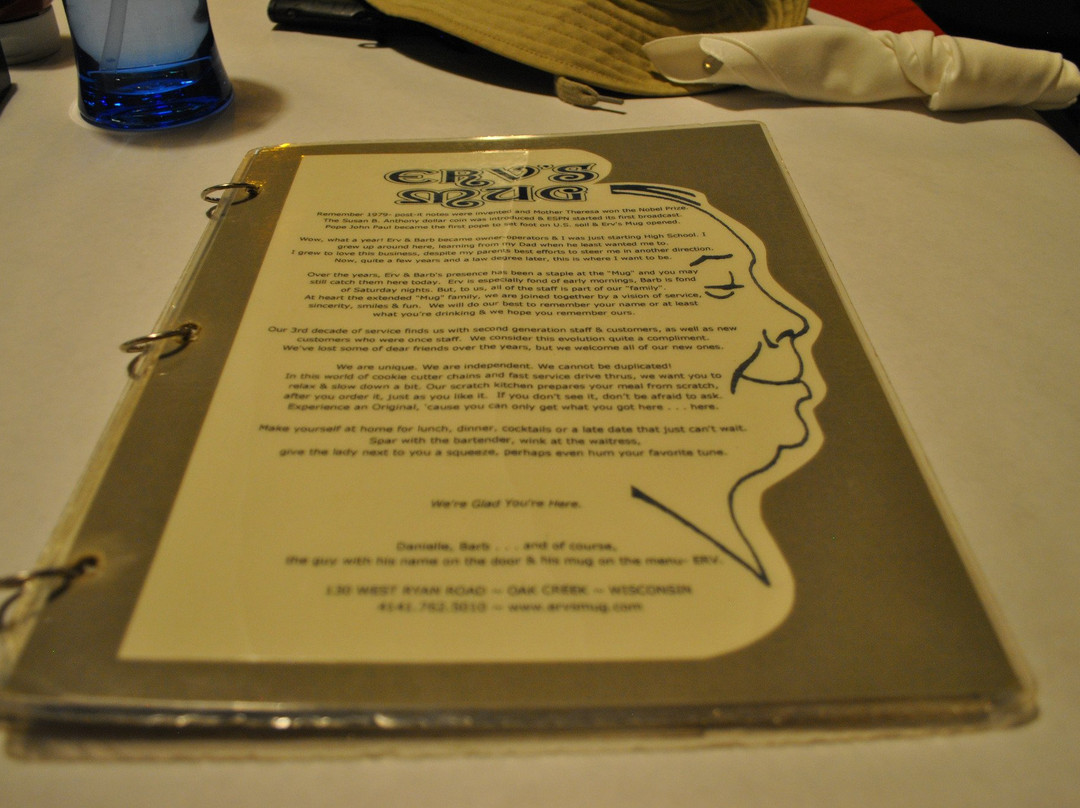 ERV'S
MUG
Remember 1979- post-it notes were invented and Mother Theresa won the Nobel Prize.
The Susan B. Anthony dollar coin was introduced & ESPN started its first broadcast.
Pope John Paul became the first pope to set foot on U.S. soil & Erv's Mug opened.
Wow, what a year! Erv & Barb became owner-operators & I was just starting High School. I
grew up around here, learning from my Dad when he least wanted me to.
I grew to love this business, despite my parents best efforts to steer me in another direction.
Now, quite a few years and a law degree later, this is where I want to be.
Over the years, Erv & Barb's presence has been a staple at the "Mug" and you may
still catch them here today. Erv is especially fond of early mornings, Barb is fond
of Saturday nights. But, to us, all of the staff is part of our "family".
At heart the extended "Mug" family, we are joined together by a vision of service,
sincerity, smiles & fun. We will do our best to remember your name or at least
what you're drinking & we hope you remember ours.
Our 3rd decade of service finds us with second generation staff & customers, as well as new
customers who were once staff. We consider this evolution quite a compliment.
We've lost some of dear friends over the years, but we welcome all of our new ones.
We are unique. We are independent. We cannot be duplicated!
In this world of cookie cutter chains and fast service drive thrus, we want you to
relax & slow down a bit. Our scratch kitchen prepares your meal from scratch,
after you order it, just as you like it. If you don't see it, don't be afraid to ask.
Experience an Original, 'cause you can only get what you got here . . . here.
Make yourself at home for lunch, dinner, cocktails or a late date that just can't wait.
Spar with the bartender, wink at the waitress,
give the lady next to you a squeeze, perhaps even hum your favorite tune.
We're Glad You're Here.
Danielle, Barb . . . and of course,
the guy with his name on the door & his mug on the menu- ERV.
130 WEST RYAN ROAD ~ OAK CREEK ~ WISCONSIN
4141.762.5010 ~ www.ervsmug.com